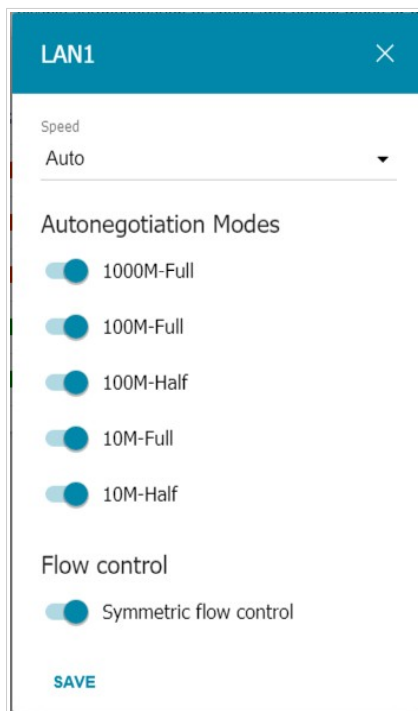 LAN1
Speed
Auto
Autonegotiation Modes
1000M-Full
100M-Full
100M-Half
10M-Full
10M-Half
Flow control
Symmetric flow control
SAVE